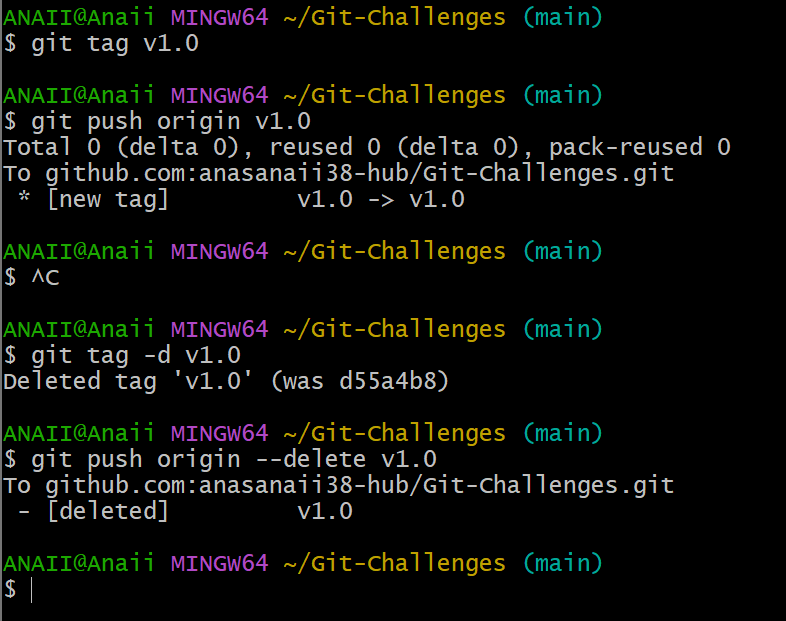 ANAII@Anaii MINGW64 ~/Git-Challenges (main)
$ git tag v1.0
ANAII@Anaii MINGW64 ~/Git-Challenges (main)
$ git push origin v1.0
Total 0 (delta 0), reused 0 (delta 0), pack-reused 0
To github.com:anasanaii38-hub/Git-Challenges.git
 * [new tag]         v1.0 -> v1.0
ANAII@Anaii MINGW64 ~/Git-Challenges (main)
$ ^C
ANAII@Anaii MINGW64 ~/Git-Challenges (main)
$ git tag -d v1.0
Deleted tag 'v1.0' (was d55a4b8)
ANAII@Anaii MINGW64 ~/Git-Challenges (main)
$ git push origin --delete v1.0
To github.com:anasanaii38-hub/Git-Challenges.git
 - [deleted]         v1.0
ANAII@Anaii MINGW64 ~/Git-Challenges (main)
$